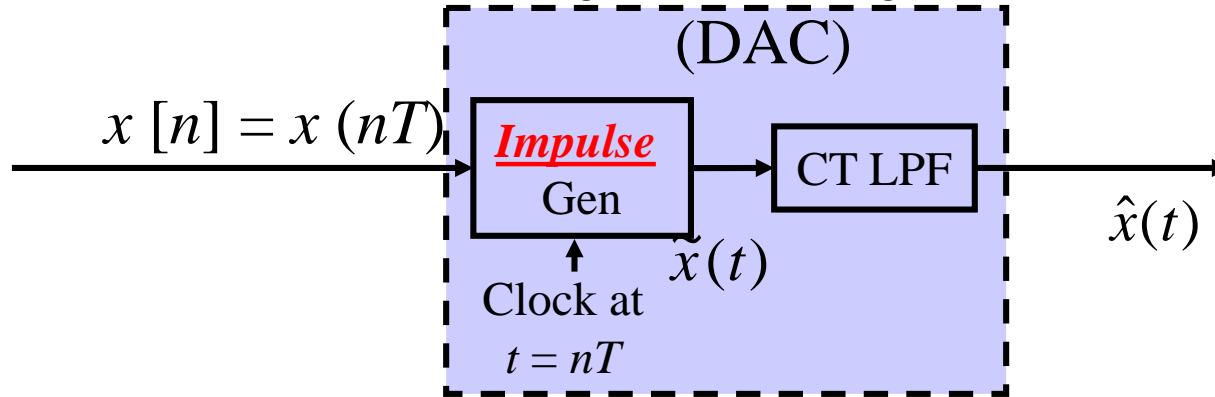 (DAC)
x [n] = x (nT)
Impulse
Gen
CT LPF
x̂(t)
x̃(t)
Clock at
t = nT